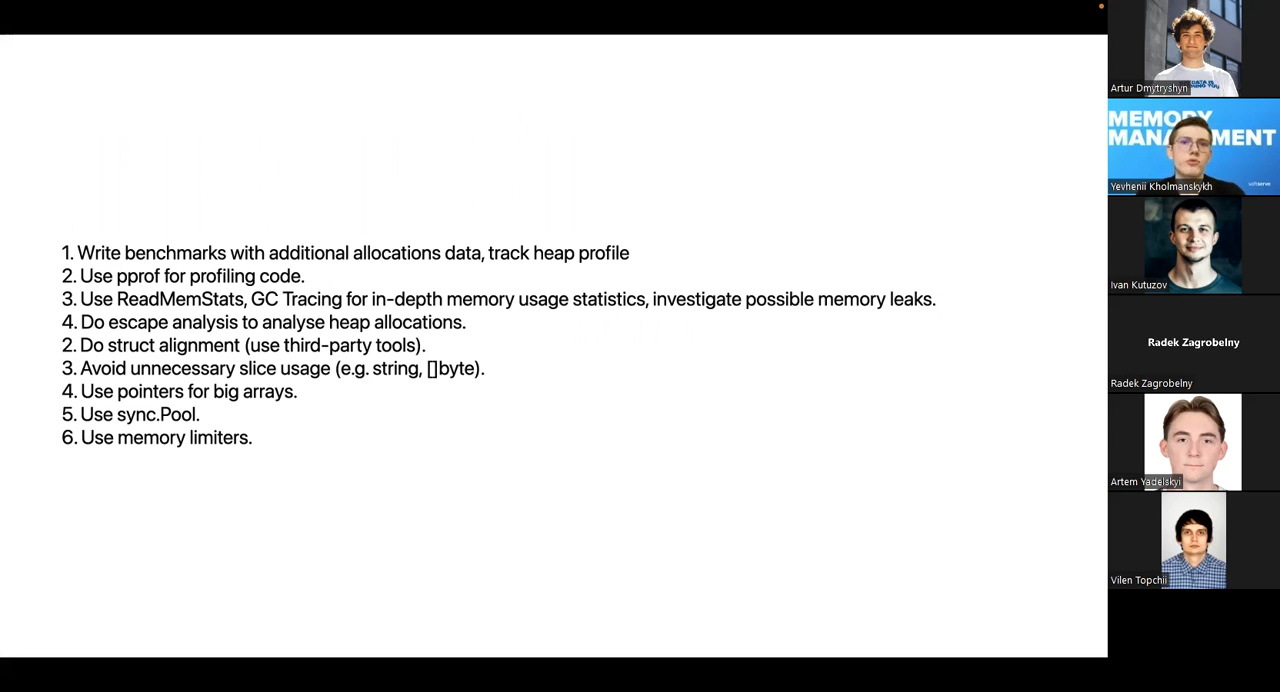 1. Write benchmarks with additional allocations data, track heap profile
2. Use pprof for profiling code.
3. Use ReadMemStats, GC Tracing for in-depth memory usage statistics, investigate possible memory leaks.
4. Do escape analysis to analyse heap allocations.
2. Do struct alignment (use third-party tools).
3. Avoid unnecessary slice usage (e.g. string, []byte).
4. Use pointers for big arrays.
5. Use sync.Pool.
6. Use memory limiters.
Artur Dmytryshyn
MEMORY
MANA MENT
softserve
Yevhenii Kholmanskykh
Ivan Kutuzov
Radek Zagrobelny
Radek Zagrobelny
Artem Yadelskyi
Vilen Topchii